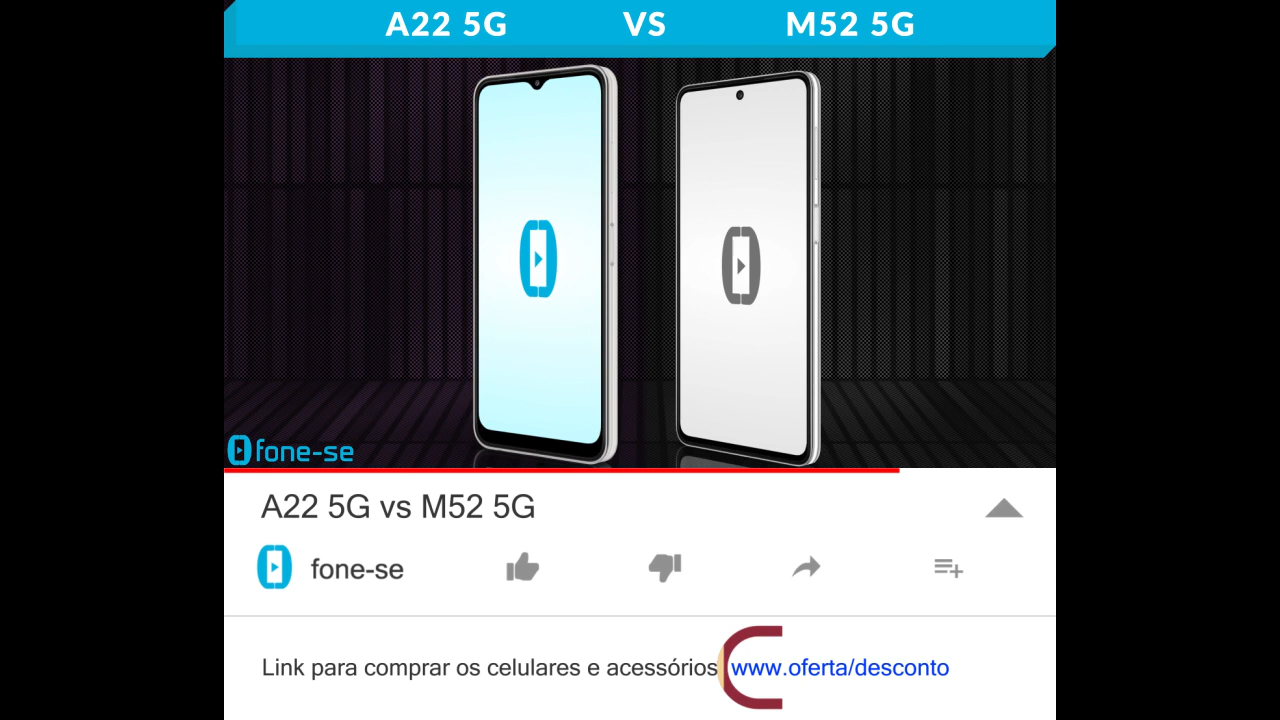 A22 5G VS M52 5G
fone-se
A22 5G vs M52 5G
fone-se
Link para comprar os celulares e acessórios www.oferta/desconto